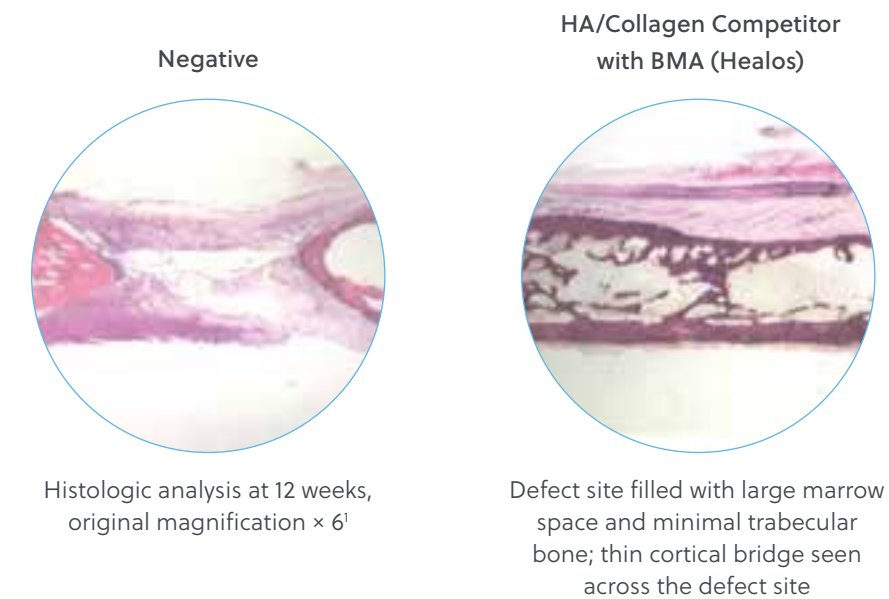 Negative
HA/Collagen Competitor
with BMA (Healos)
Histologic analysis at 12 weeks,
original magnification × 6¹
Defect site filled with large marrow
space and minimal trabecular
bone; thin cortical bridge seen
across the defect site